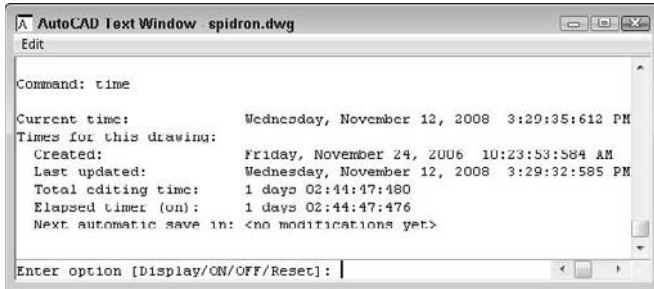 AutoCAD Text Window - spidron.dwg
Edit
Command: time
Current time: Wednesday, November 12, 2008 3:29:35:612 PM
Times for this drawing:
Created: Friday, November 24, 2006 10:23:53:584 AM
Last updated: Wednesday, November 12, 2008 3:29:32:585 PM
Total editing time: 1 days 02:44:47:480
Elapsed timer (on): 1 days 02:44:47:476
Next automatic save in: <no modifications yet>
Enter option [Display/ON/OFF/Reset]: